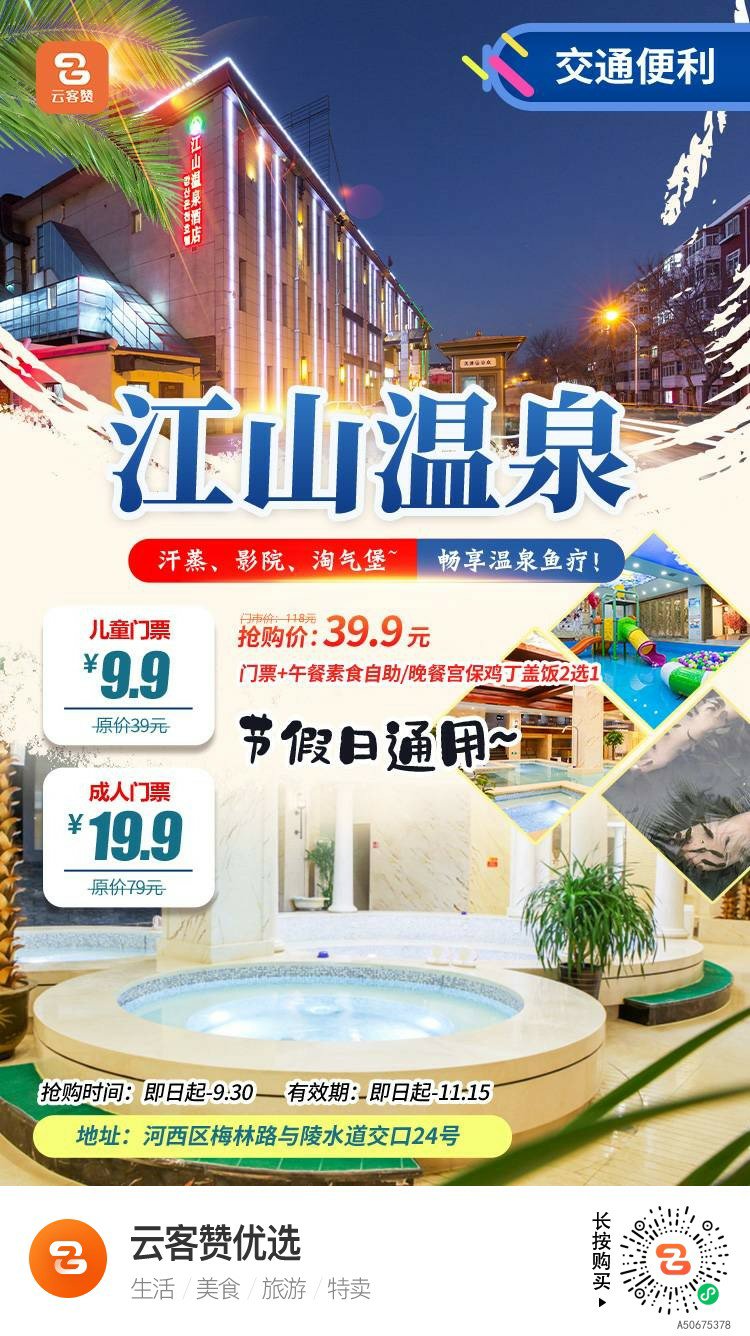 云客赞
交通便利
江山温泉酒店
강산온천호텔
江山温泉
汗蒸、影院、淘气堡~ 畅享温泉鱼疗!
儿童门票
¥9.9
原价39元
门市价:118元
抢购价:39.9元
门票+午餐素食自助/晚餐宫保鸡丁盖饭2选1
节假日通用~
成人门票
¥19.9
原价79元
抢购时间:即日起-9.30 有效期:即日起-11.15
地址:河西区梅林路与陵水道交口24号
云客赞优选
生活/美食/旅游/特卖
长按购买
A50675378